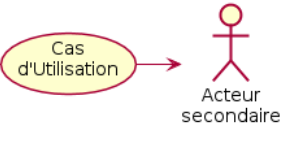 Cas
d'Utilisation
Acteur
secondaire